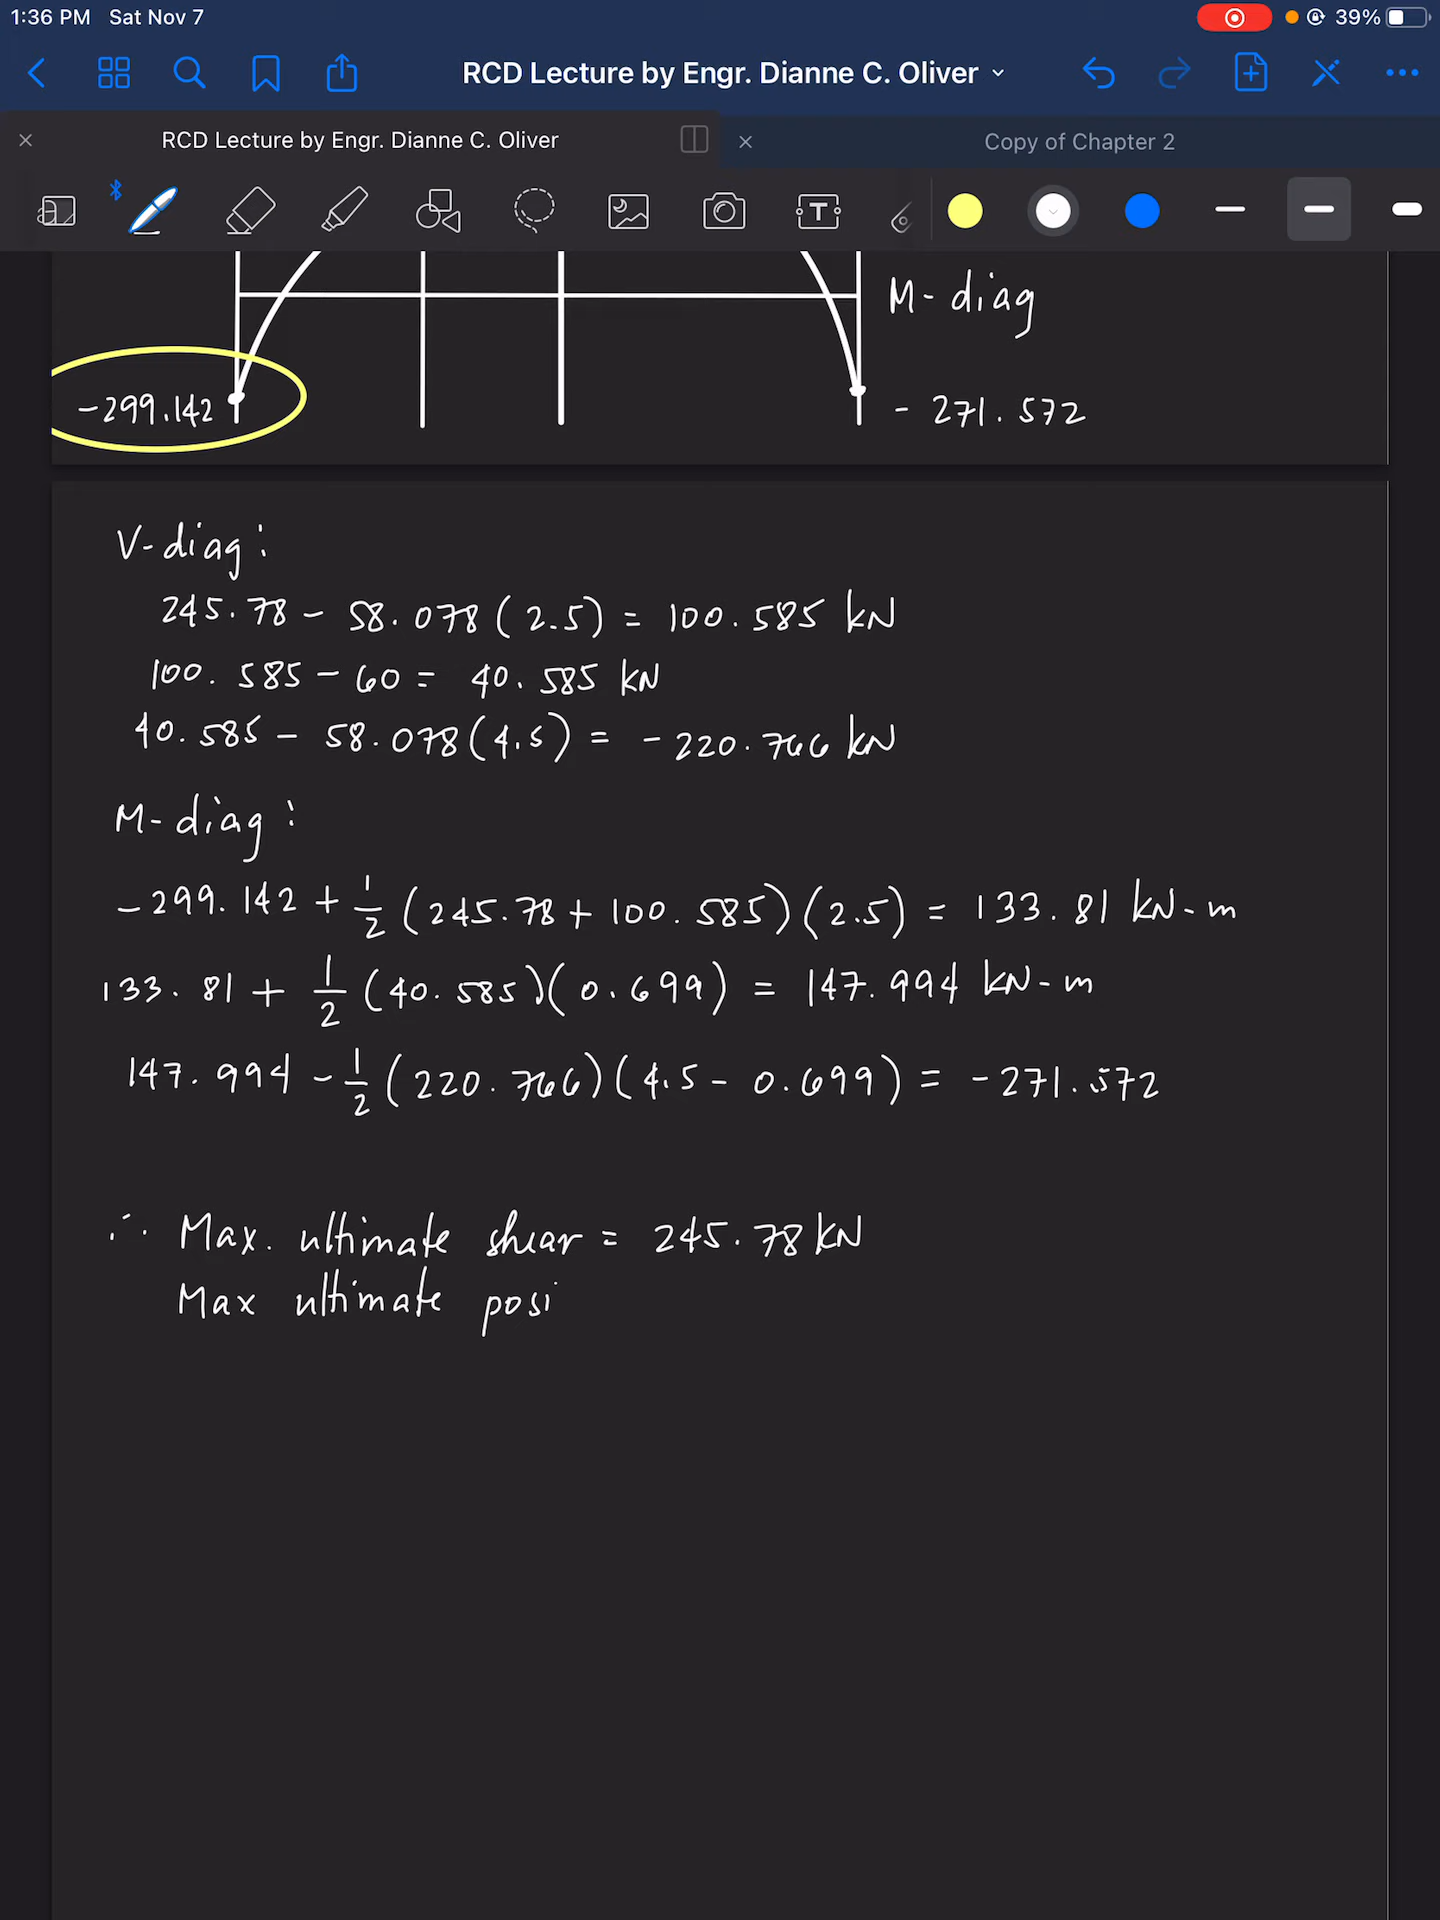 1:36 PM Sat Nov 7
39%
RCD Lecture by Engr. Dianne C. Oliver
RCD Lecture by Engr. Dianne C. Oliver
Copy of Chapter 2
T
M-diag
-299.142
-271.572
V-diag:
245.78 - 58.078(2.5) = 100.585 kN
100.585 - 60 = 40.585 kN
40.585 - 58.078(4.5) = -220.766 kN
M-diag:
-299.142 + 1/2 (245.78 + 100.585)(2.5) = 133.81 kN-m
133.81 + 1/2 (40.585)(0.699) = 147.994 kN-m
147.994 - 1/2 (220.766)(4.5 - 0.699) = -271.572
∴ Max. ultimate shear = 245.78 kN
Max ultimate posi